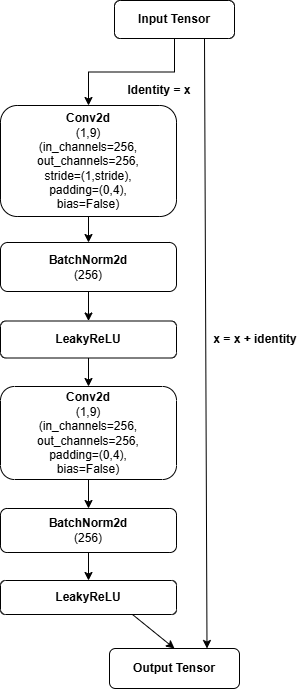 Input Tensor
Identity = x
Conv2d
(1,9)
(in_channels=256,
out_channels=256,
stride=(1,stride),
padding=(0,4),
bias=False)
BatchNorm2d
(256)
LeakyReLU
x = x + identity
Conv2d
(1,9)
(in_channels=256,
out_channels=256,
padding=(0,4),
bias=False)
BatchNorm2d
(256)
LeakyReLU
Output Tensor